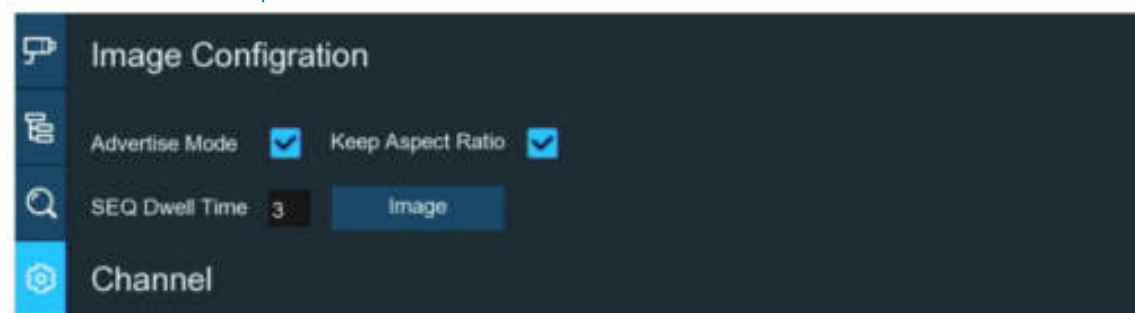 Image Configration
Advertise Mode Keep Aspect Ratio
SEQ Dwell Time 3 Image
Channel